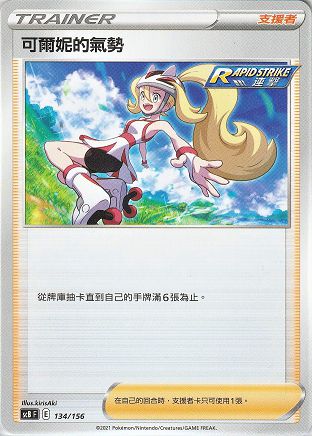 TRAINER
支援者
可爾妮的氣勢
RAPID STRIKE
連擊
從牌庫抽卡直到自己的手牌滿6張為止。
Illus.kirisAki
scB F E 134/156
在自己的回合時，支援者卡只可使用1張。
©2021 Pokémon/Nintendo/Creatures/GAME FREAK.